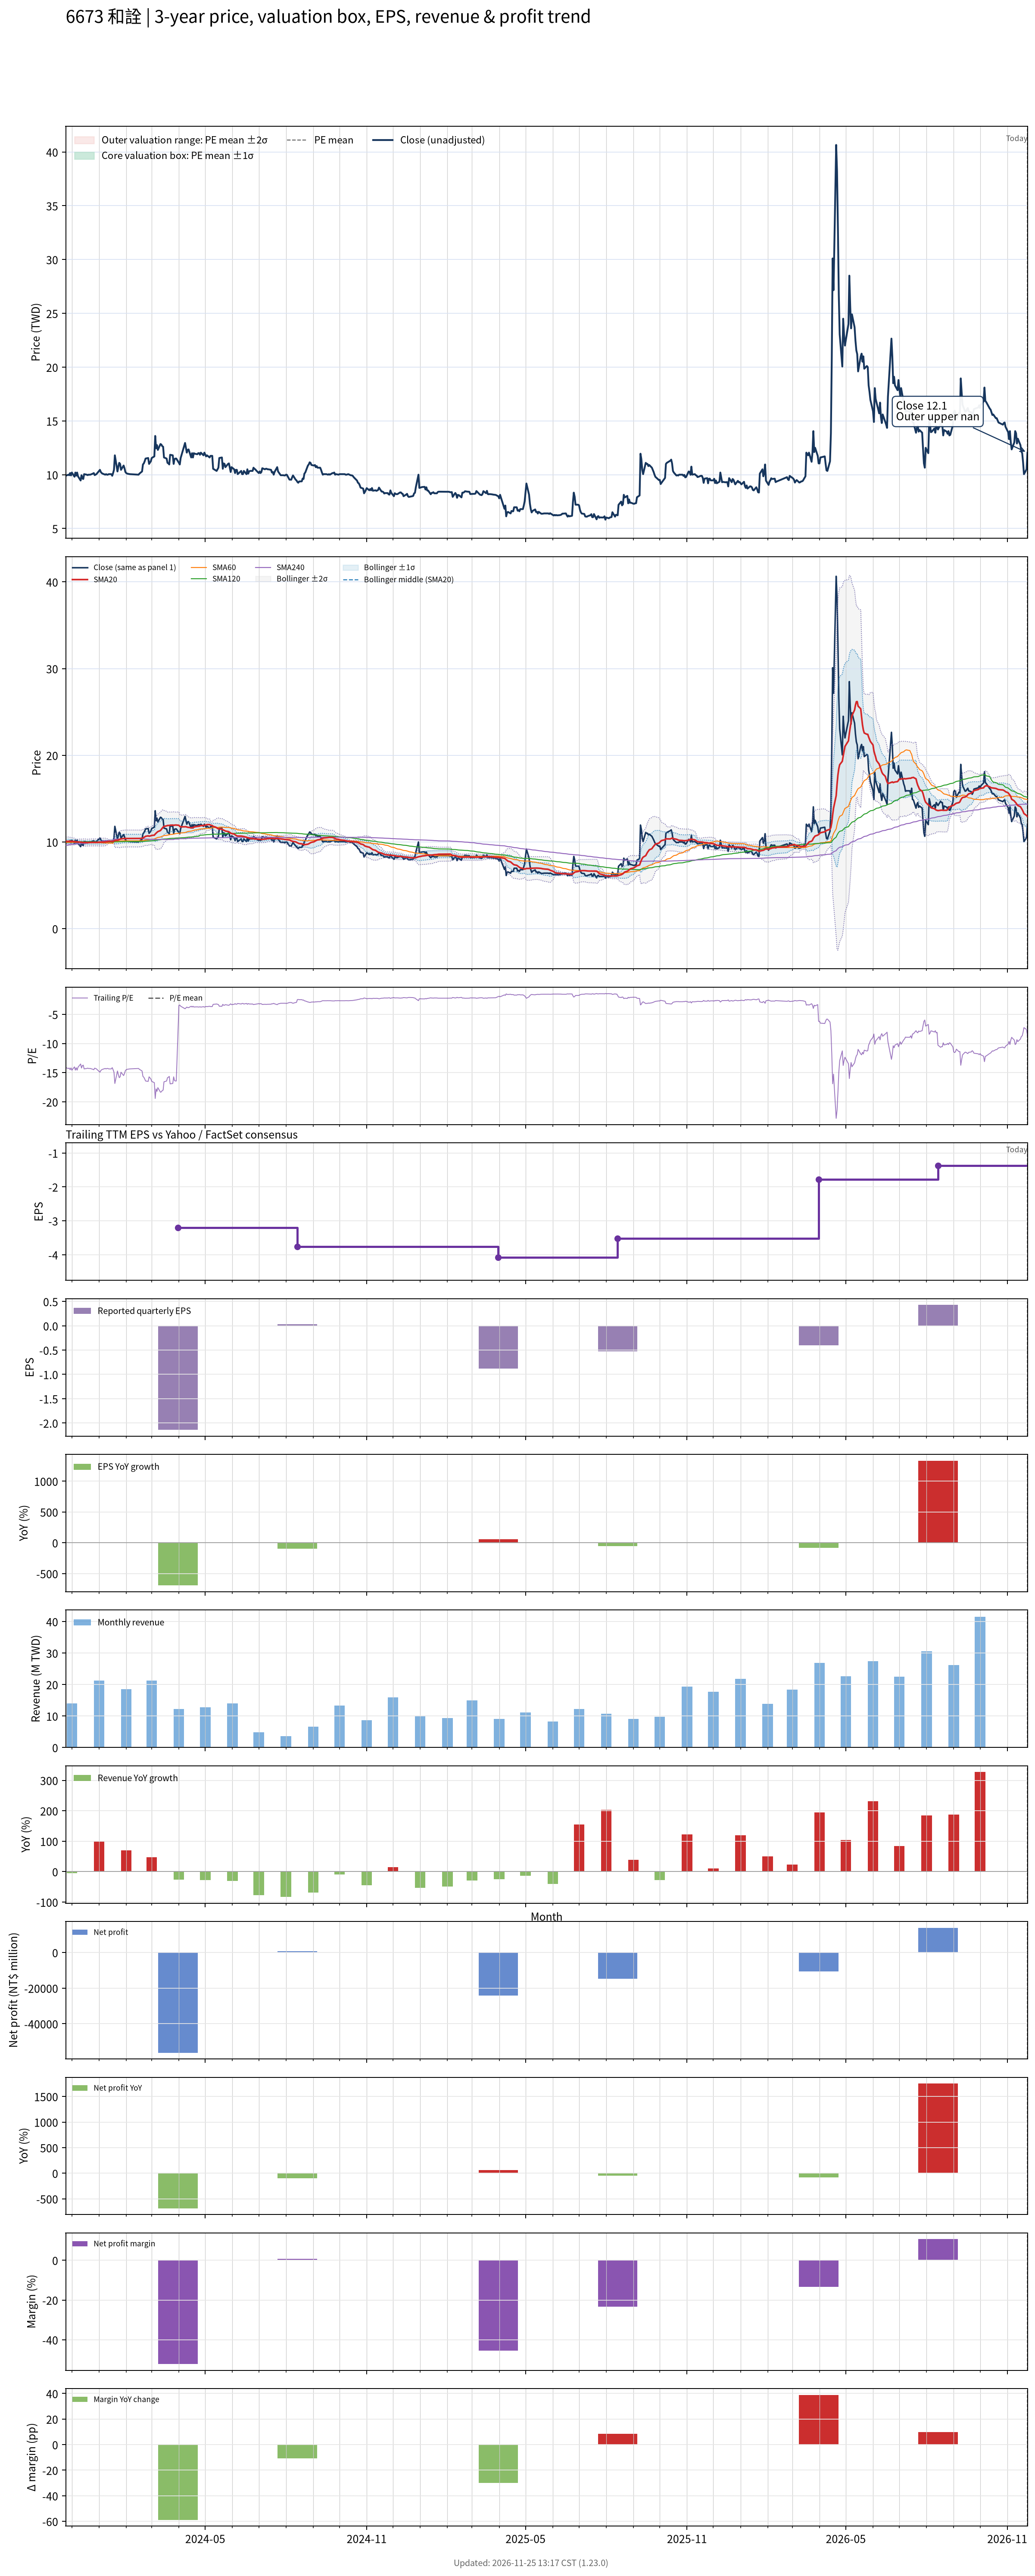 6673 和詮 | 3-year price, valuation box, EPS, revenue & profit trend
Outer valuation range: PE mean ±2σ
PE mean
Close (unadjusted)
Core valuation box: PE mean ±1σ
Today
Close 12.1
Outer upper nan
Price (TWD)
40
35
30
25
20
15
10
5
Close (same as panel 1)
SMA60
SMA240
Bollinger ±1σ
SMA20
SMA120
Bollinger ±2σ
Bollinger middle (SMA20)
Price
40
30
20
10
0
Trailing P/E
P/E mean
P/E
-5
-10
-15
-20
Trailing TTM EPS vs Yahoo / FactSet consensus
Today
EPS
-1
-2
-3
-4
Reported quarterly EPS
EPS
0.5
0.0
-0.5
-1.0
-1.5
-2.0
EPS YoY growth
YoY (%)
1000
500
0
-500
Monthly revenue
Revenue (M TWD)
40
30
20
10
0
Revenue YoY growth
YoY (%)
300
200
100
0
-100
Month
Net profit
Net profit (NT$ million)
0
-20000
-40000
Net profit YoY
YoY (%)
1500
1000
500
0
-500
Net profit margin
Margin (%)
0
-20
-40
Margin YoY change
Δ margin (pp)
40
20
0
-20
-40
-60
2024-05
2024-11
2025-05
2025-11
2026-05
2026-11
Updated: 2026-11-25 13:17 CST (1.23.0)